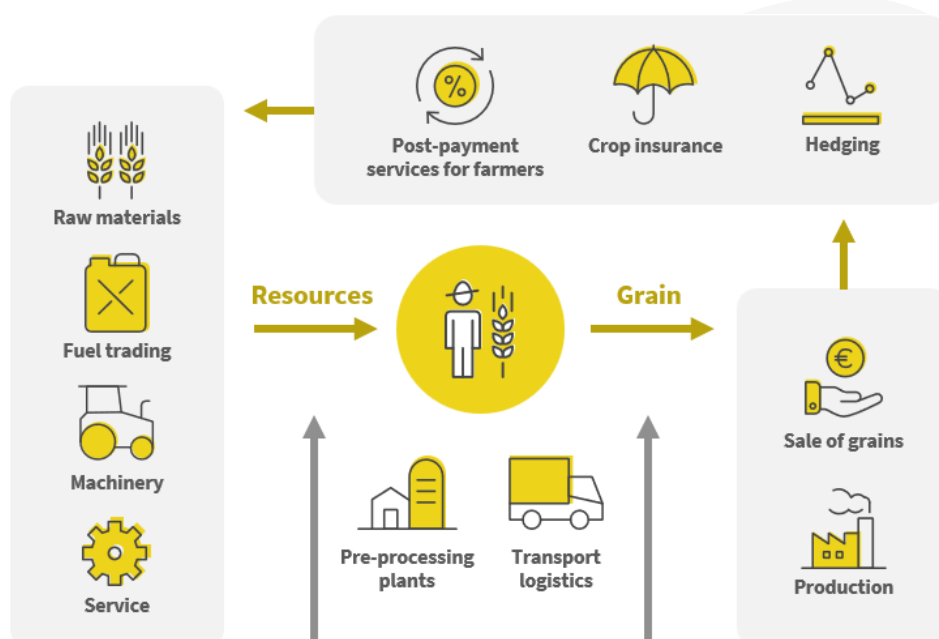 %
Post-payment
services for farmers
Crop insurance
Hedging
Raw materials
Fuel trading
Machinery
Service
Resources
Grain
Pre-processing
plants
Transport
logistics
€
Sale of grains
Production